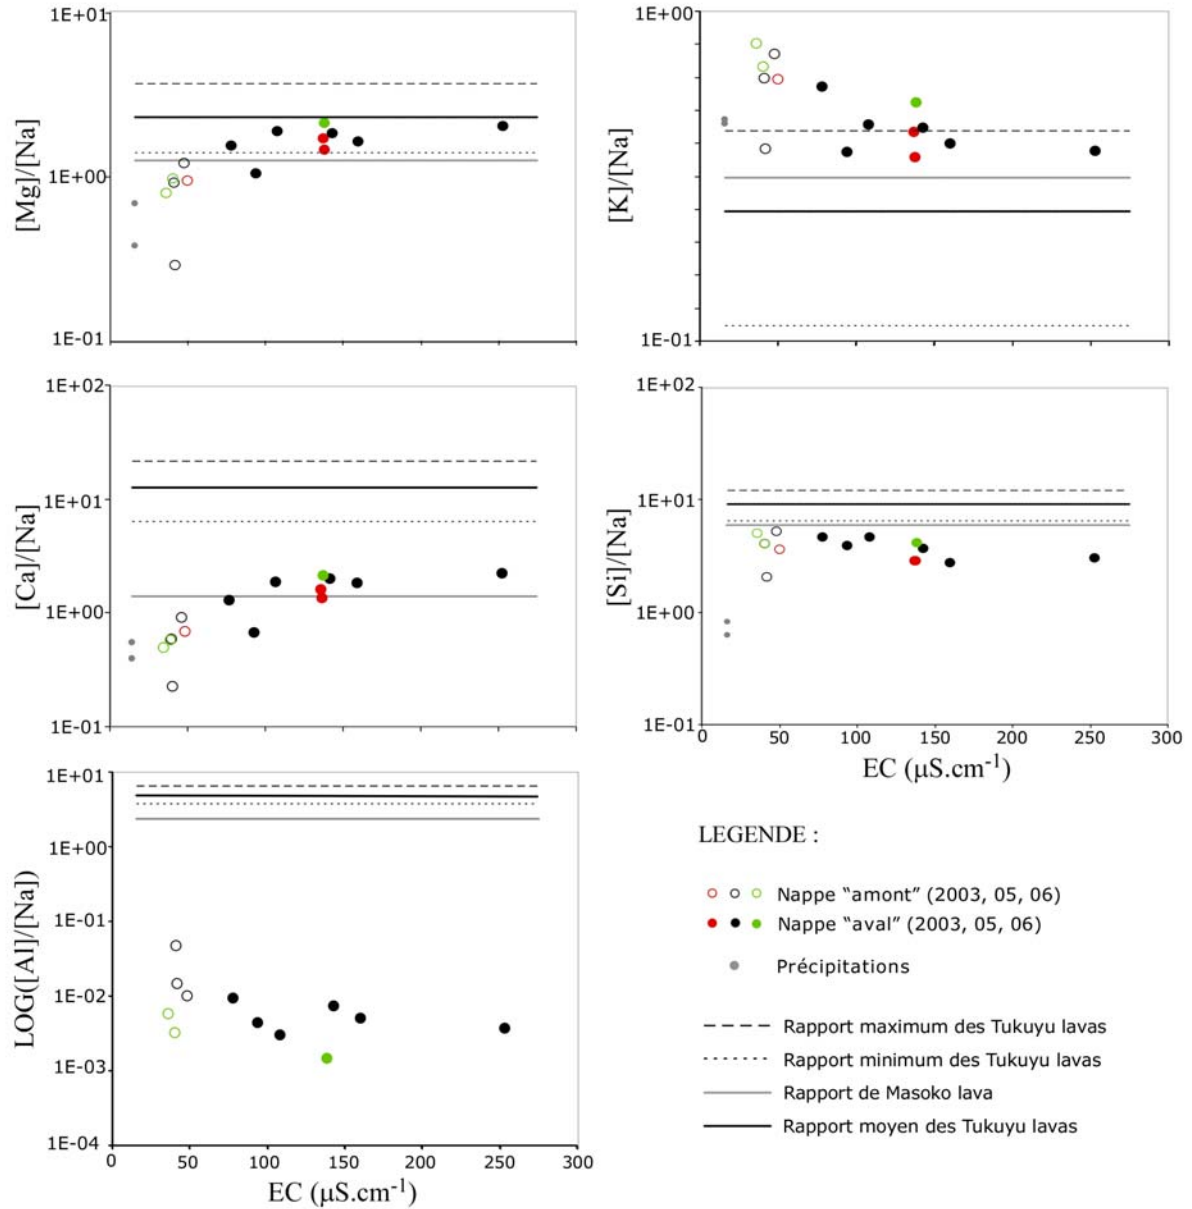 1E+01
[Mg]/[Na]
1E+00
1E-01
1E+00
[K]/[Na]
1E-01
1E+02
1E+01
[Ca]/[Na]
1E+00
1E-01
1E+02
1E+01
[Si]/[Na]
1E+00
1E-01
0 50 100 150 200 250 300
EC (µS.cm-1)
1E+01
1E+00
1E-01
LOG([Al]/[Na])
1E-02
1E-03
1E-04
0 50 100 150 200 250 300
EC (µS.cm-1)
LEGENDE :
Nappe "amont" (2003, 05, 06)
Nappe "aval" (2003, 05, 06)
Précipitations
Rapport maximum des Tukuyu lavas
Rapport minimum des Tukuyu lavas
Rapport de Masoko lava
Rapport moyen des Tukuyu lavas